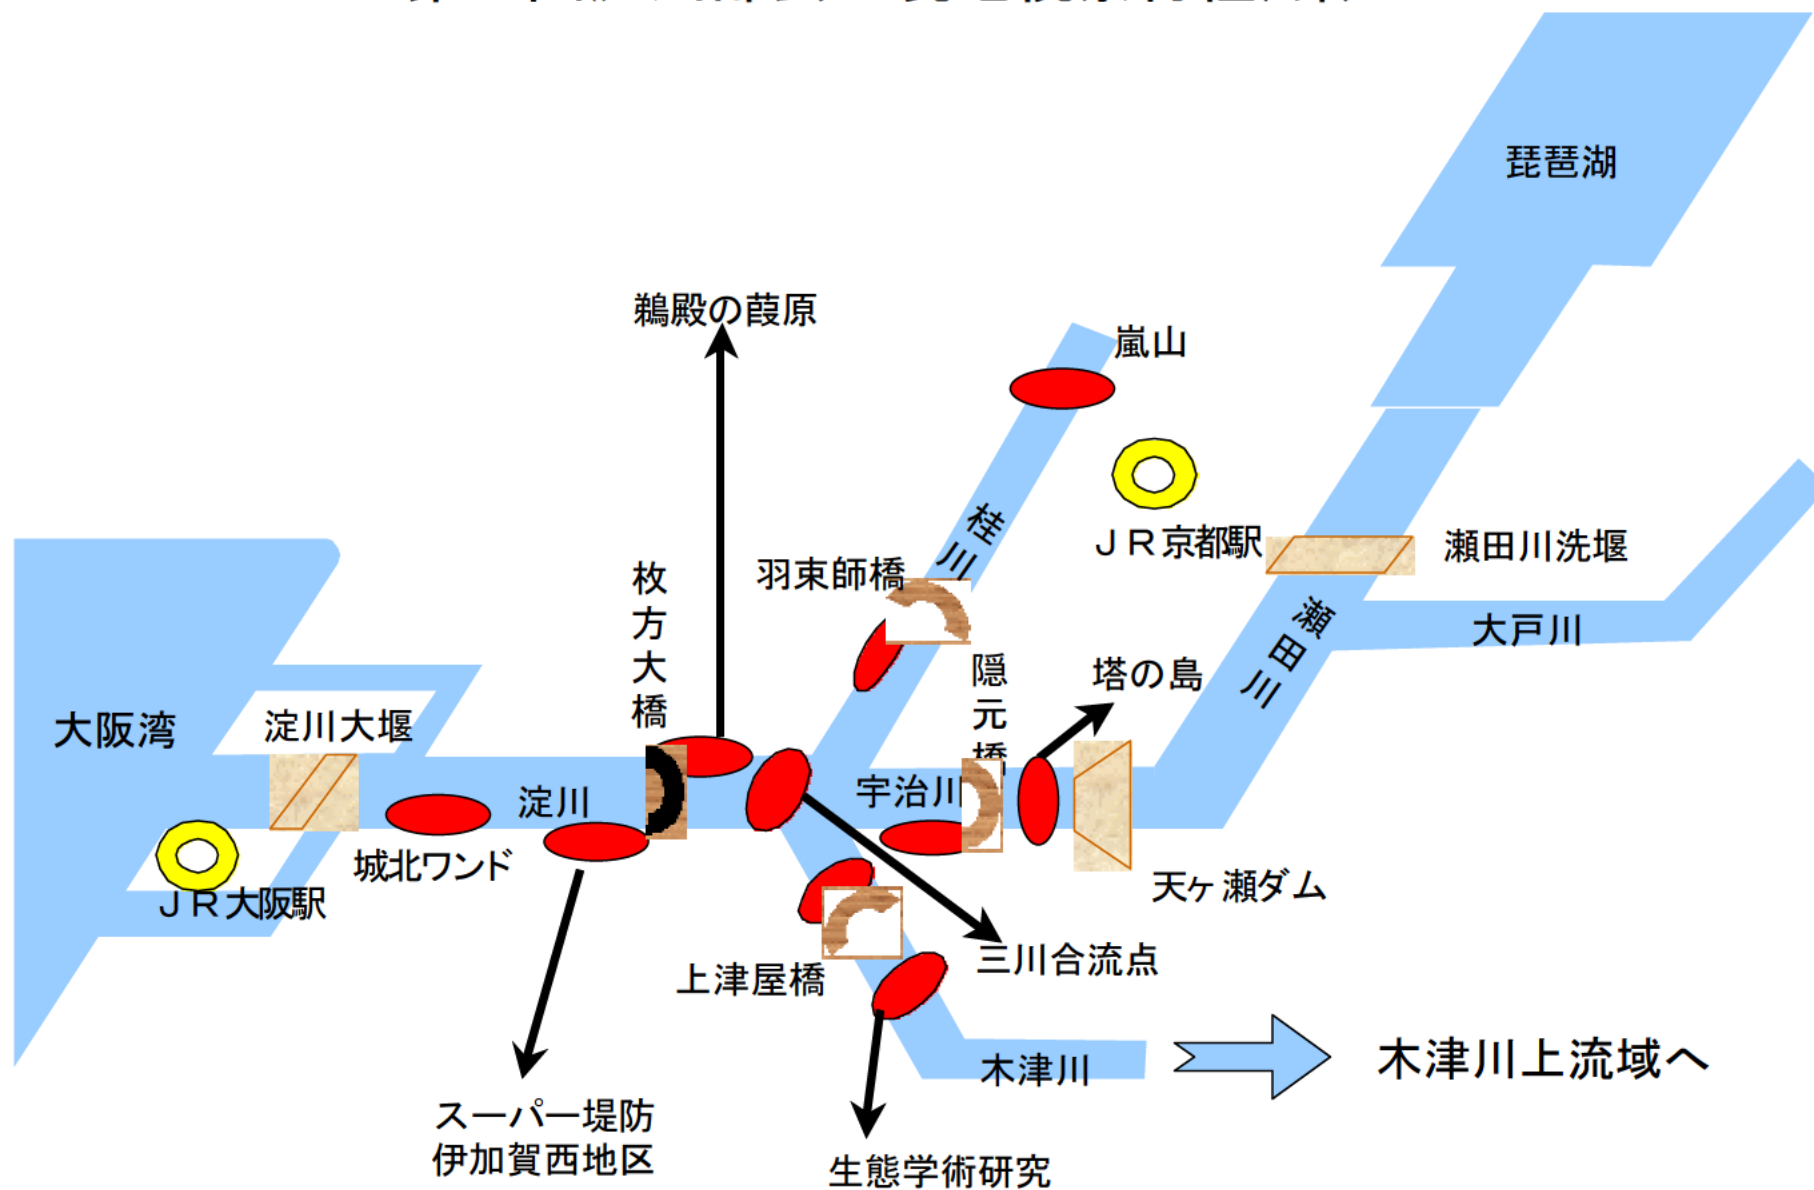 琵琶湖
鵜殿の葭原
嵐山
桂川
ＪＲ京都駅
瀬田川洗堰
羽束師橋
枚方大橋
瀬田川
大戸川
隠元橋
塔の島
大阪湾
淀川大堰
淀川
宇治川
城北ワンド
天ヶ瀬ダム
ＪＲ大阪駅
上津屋橋
三川合流点
木津川
木津川上流域へ
スーパー堤防
伊加賀西地区
生態学術研究